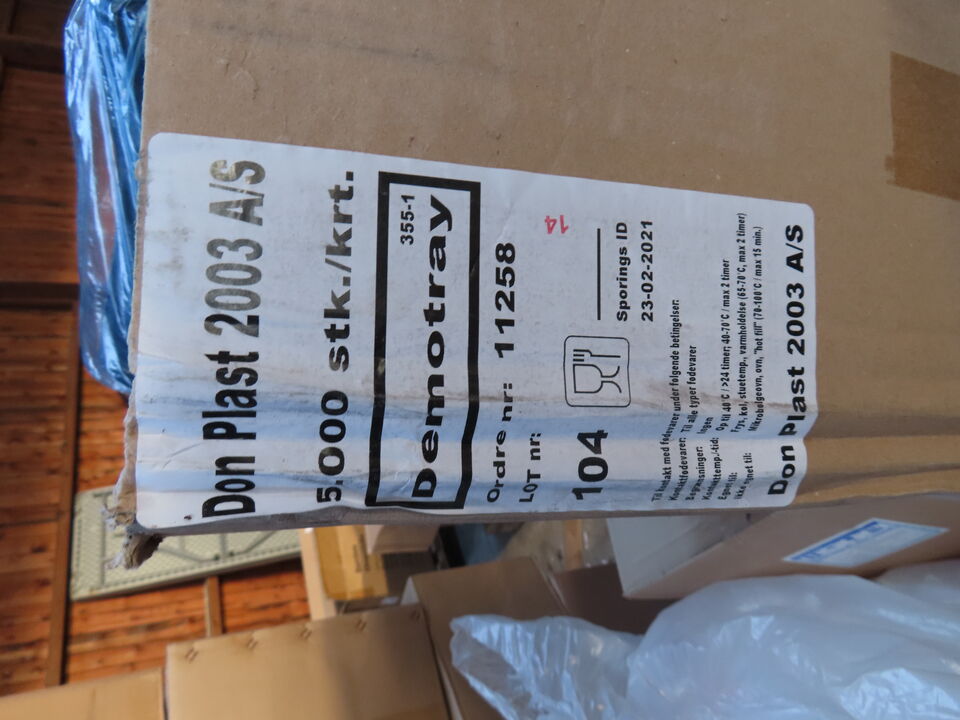 Don Plast 2003 A/S
5.000 stk./krt.
355-1
Demotray
Ordre nr: 11258
LOT nr:
14
104
Sporings ID
23-02-2021
Til kontakt med fødevarer under følgende betingelser:
Kontaktfødevarer: Til alle typer fødevarer
Begrænsninger: Ingen
Kontakttemp./-tid: Op til 40°C / >24 timer; 40-70°C / max 2 timer
Egnet til: Frys, køl, stuetemp., varmholdelse (65-70°C, max 2 timer)
Ikke egnet til: Mikrobølgeovn, ovn, "hot fill" (70-100°C / max 15 min.)
Don Plast 2003 A/S